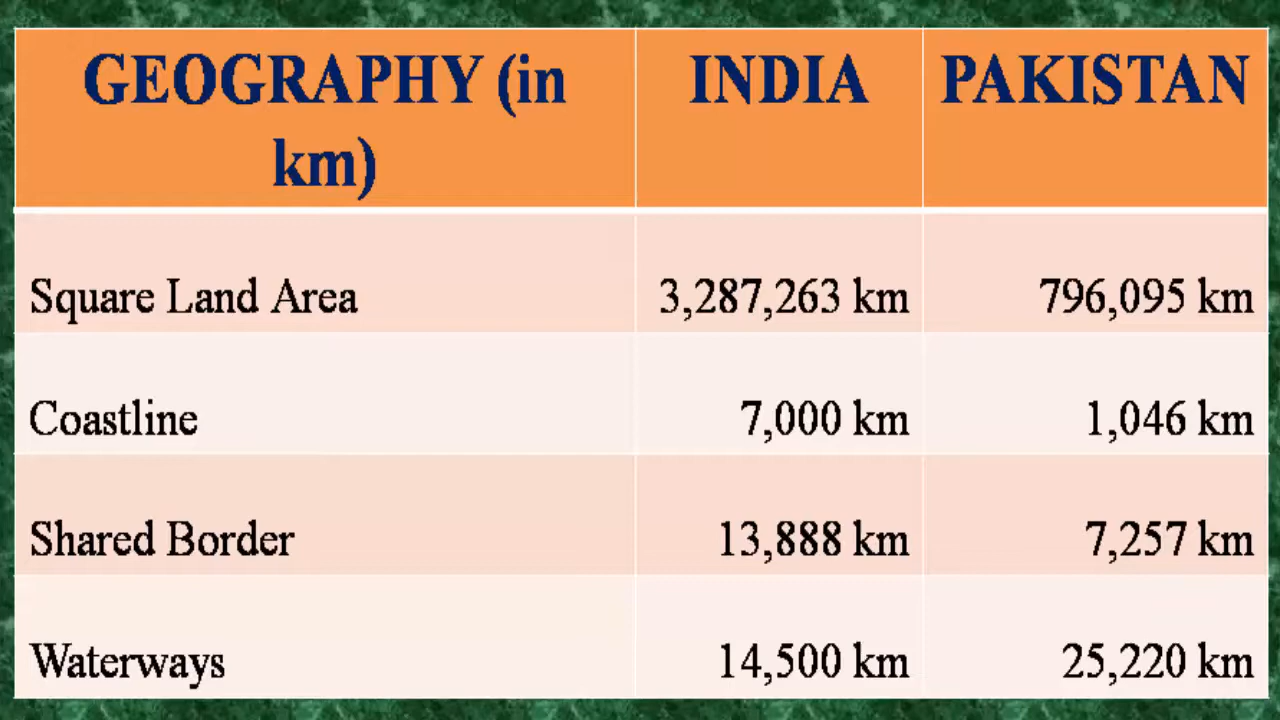 GEOGRAPHY (in km) INDIA PAKISTAN
Square Land Area 3,287,263 km 796,095 km
Coastline 7,000 km 1,046 km
Shared Border 13,888 km 7,257 km
Waterways 14,500 km 25,220 km